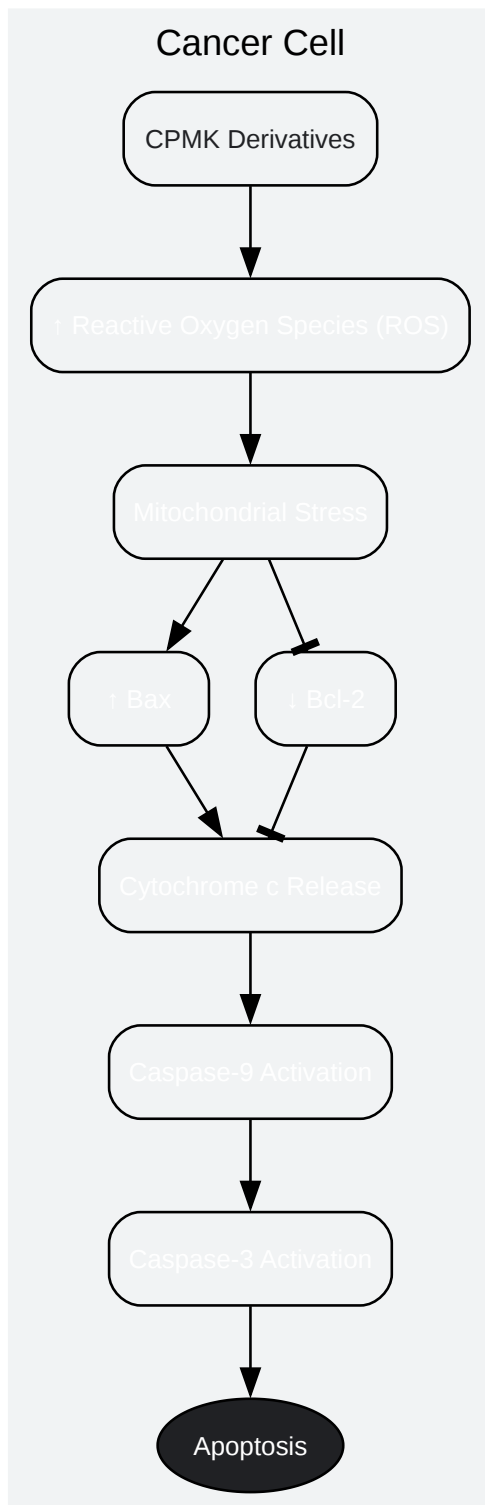 Cancer Cell
CPMK Derivatives
↑ Reactive Oxygen Species (ROS)
Mitochondrial Stress
↑ Bax
↓ Bcl-2
Cytochrome c Release
Caspase-9 Activation
Caspase-3 Activation
Apoptosis